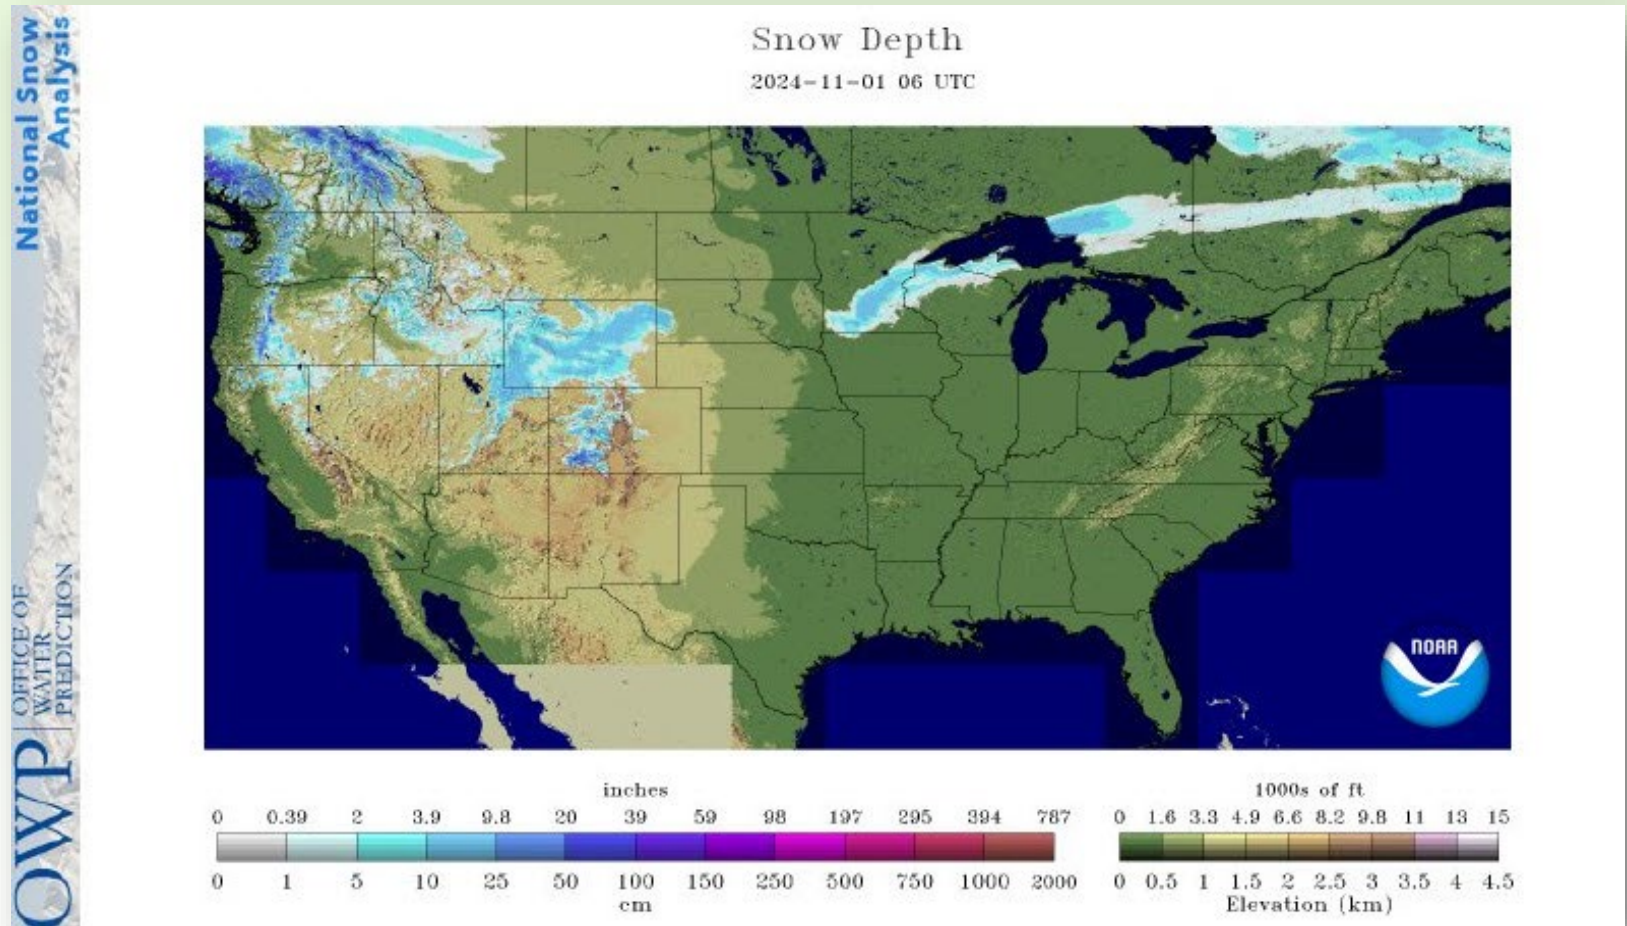 National Snow
Analysis
OWP
OFFICE OF
WATER
PREDICTION
Snow Depth
2024-11-01 06 UTC
NOAA
inches
0 0.39 2 3.9 9.8 20 39 59 98 197 295 394 787
0 1 5 10 25 50 100 150 250 500 750 1000 2000
cm
1000s of ft
0 1.6 3.3 4.9 6.6 8.2 9.8 11 13 15
0 0.5 1 1.5 2 2.5 3 3.5 4 4.5
Elevation (km)